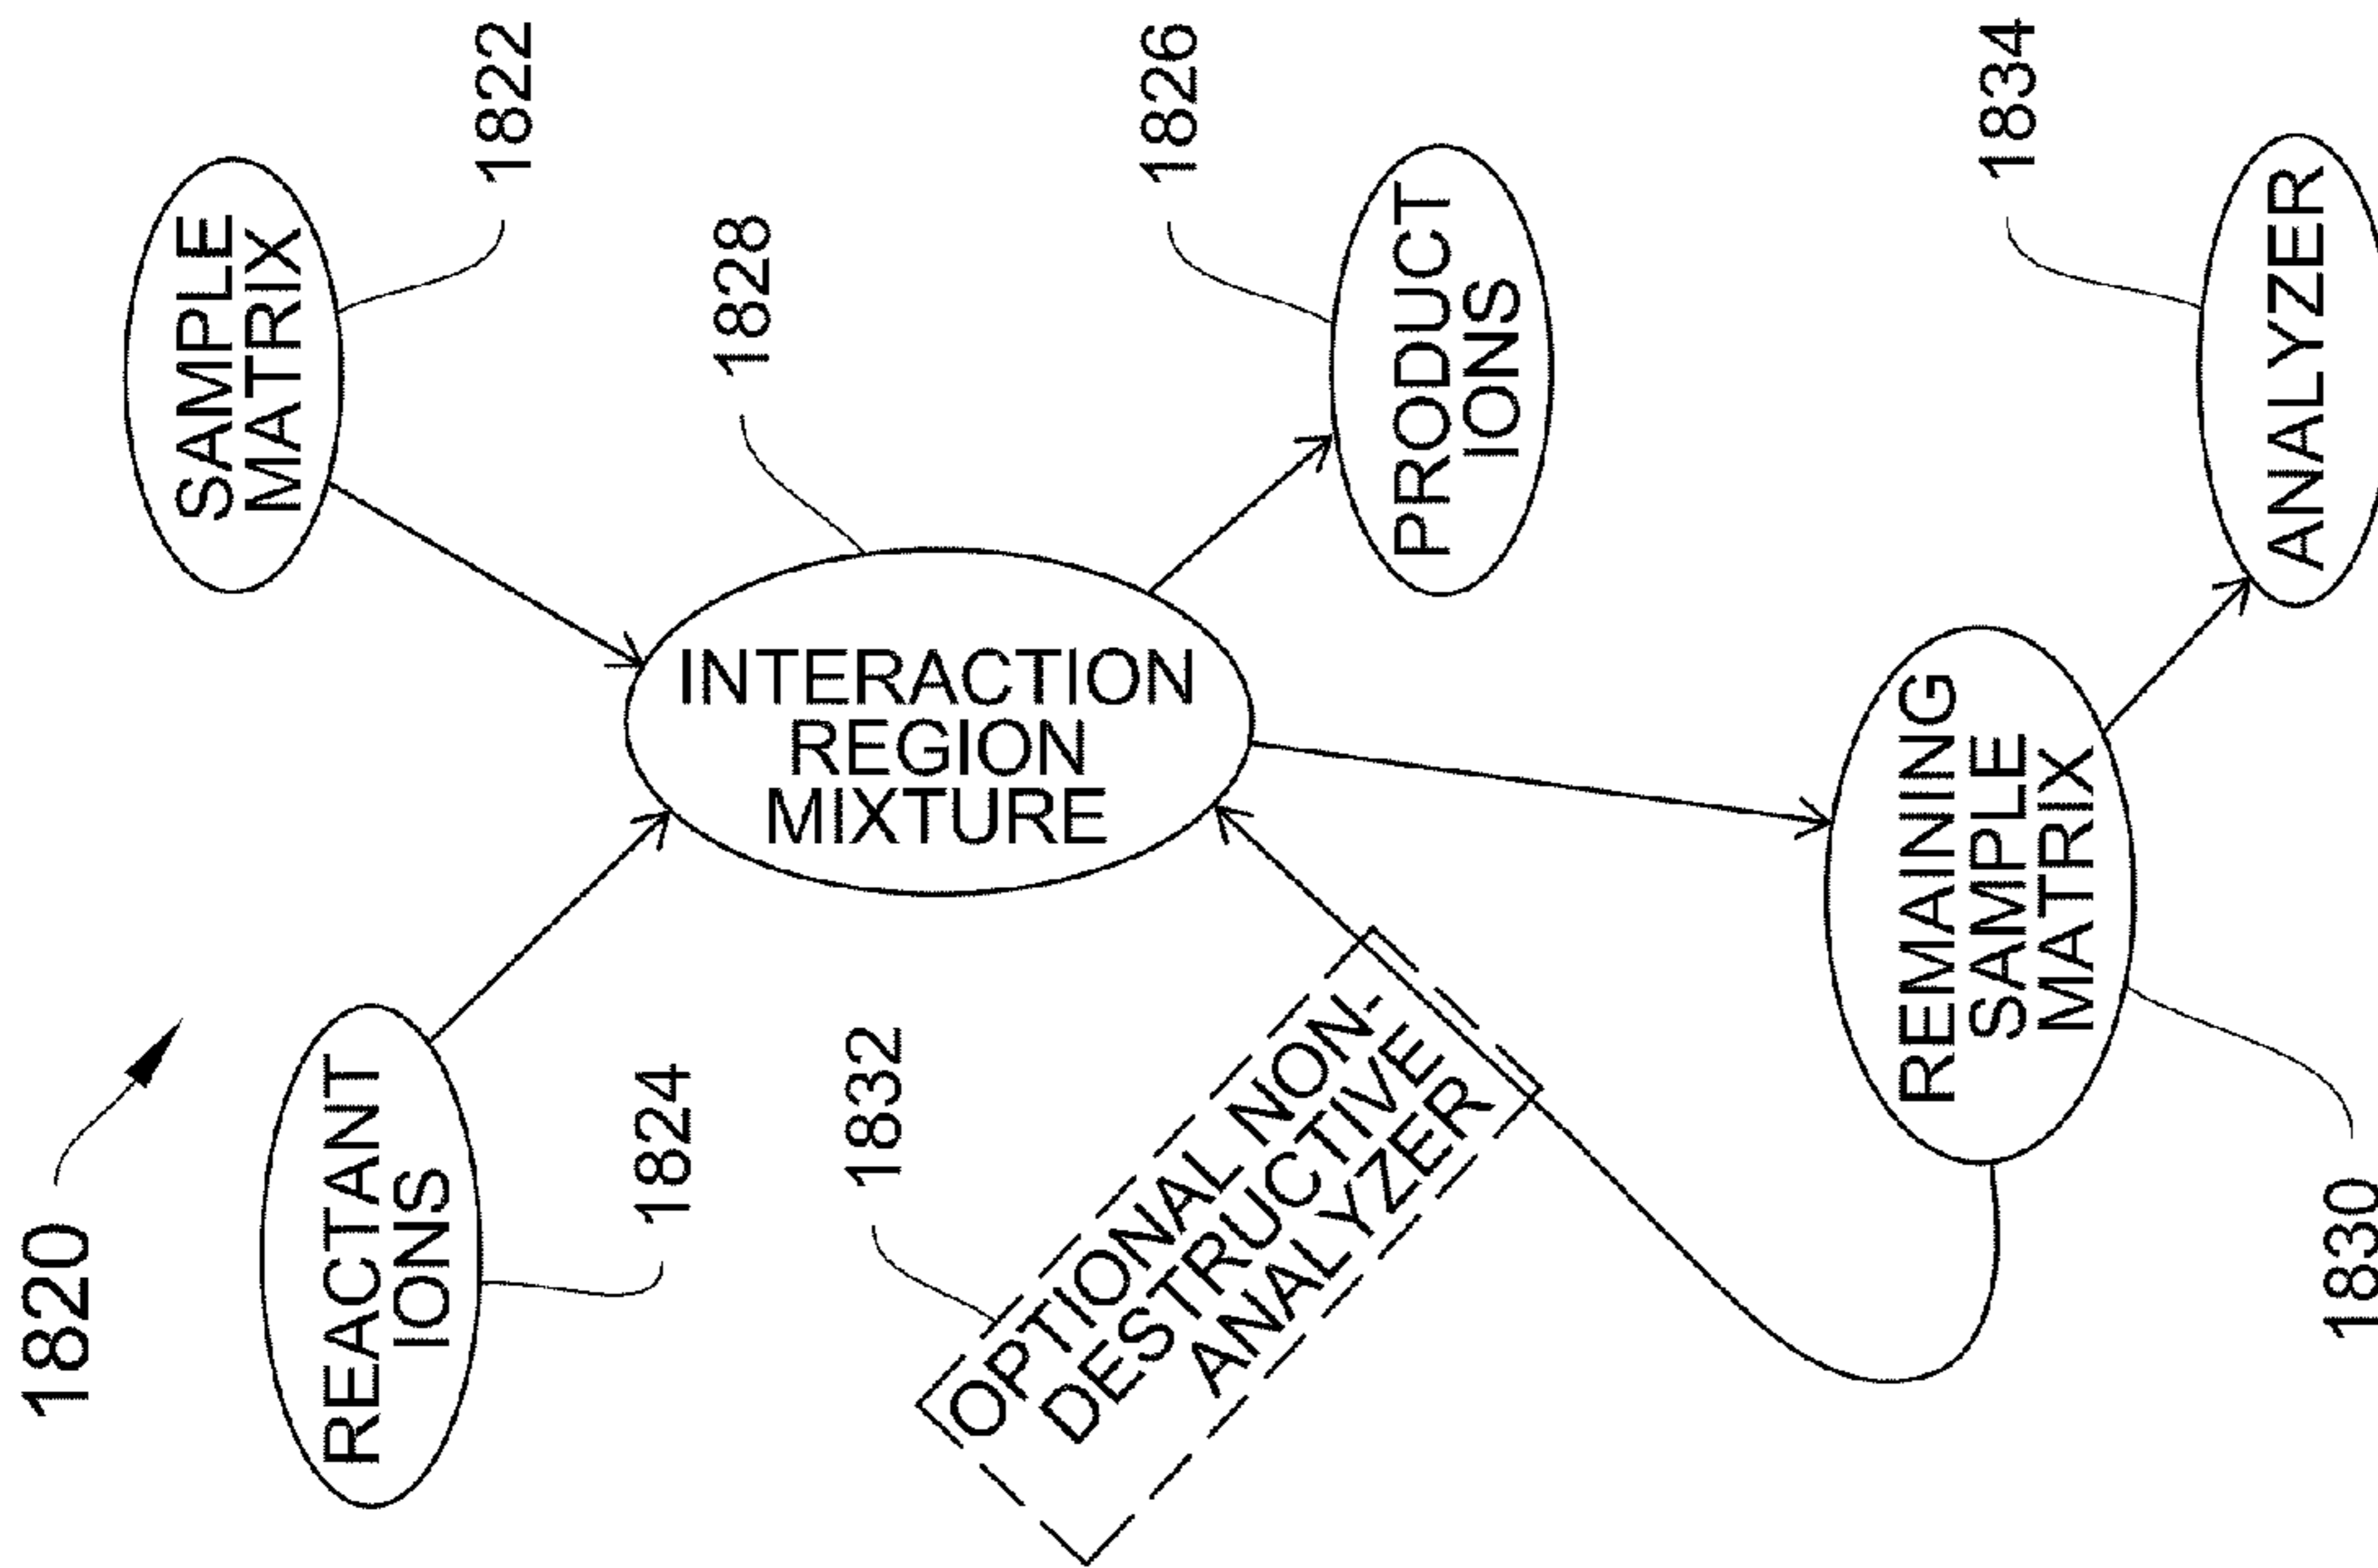 1820
SAMPLE
MATRIX
1822
REACTANT
IONS
1824
1828
INTERACTION
REGION
MIXTURE
1826
PRODUCT
IONS
1832
OPTIONAL NON-
DESTRUCTIVE
ANALYZER
REMAINING
SAMPLE
MATRIX
1830
1834
ANALYZER